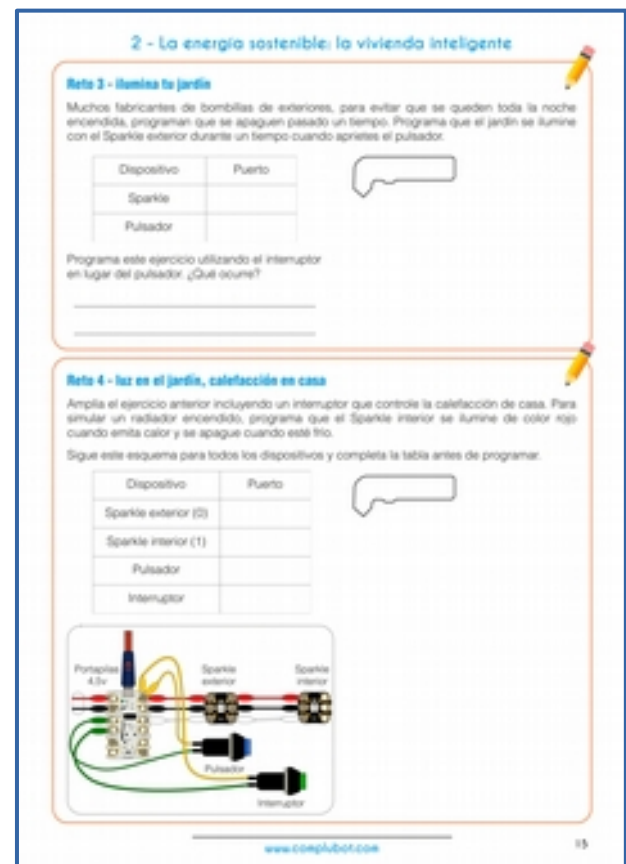 2 - La energía sostenible: la vivienda inteligente
Reto 3 - ilumina tu jardín
Muchos fabricantes de bombillas de exteriores, para evitar que se queden toda la noche
encendida, programan que se apaguen pasado un tiempo. Programa que el jardín se ilumine
con el Sparkle exterior durante un tiempo cuando aprietes el pulsador.
Dispositivo Puerto
Sparkle
Pulsador
Programa este ejercicio utilizando el interruptor
en lugar del pulsador. ¿Qué ocurre?
Reto 4 - luz en el jardín, calefacción en casa
Amplía el ejercicio anterior incluyendo un interruptor que controle la calefacción de casa. Para
simular un radiador encendido, programa que el Sparkle interior se ilumine de color rojo
cuando emita calor y se apague cuando esté frío.
Sigue este esquema para todos los dispositivos y completa la tabla antes de programar.
Dispositivo Puerto
Sparkle exterior (0)
Sparkle interior (1)
Pulsador
Interruptor
Portapilas
4,5v
Sparkle
exterior
Sparkle
interior
Pulsador
Interruptor
www.complubot.com
15